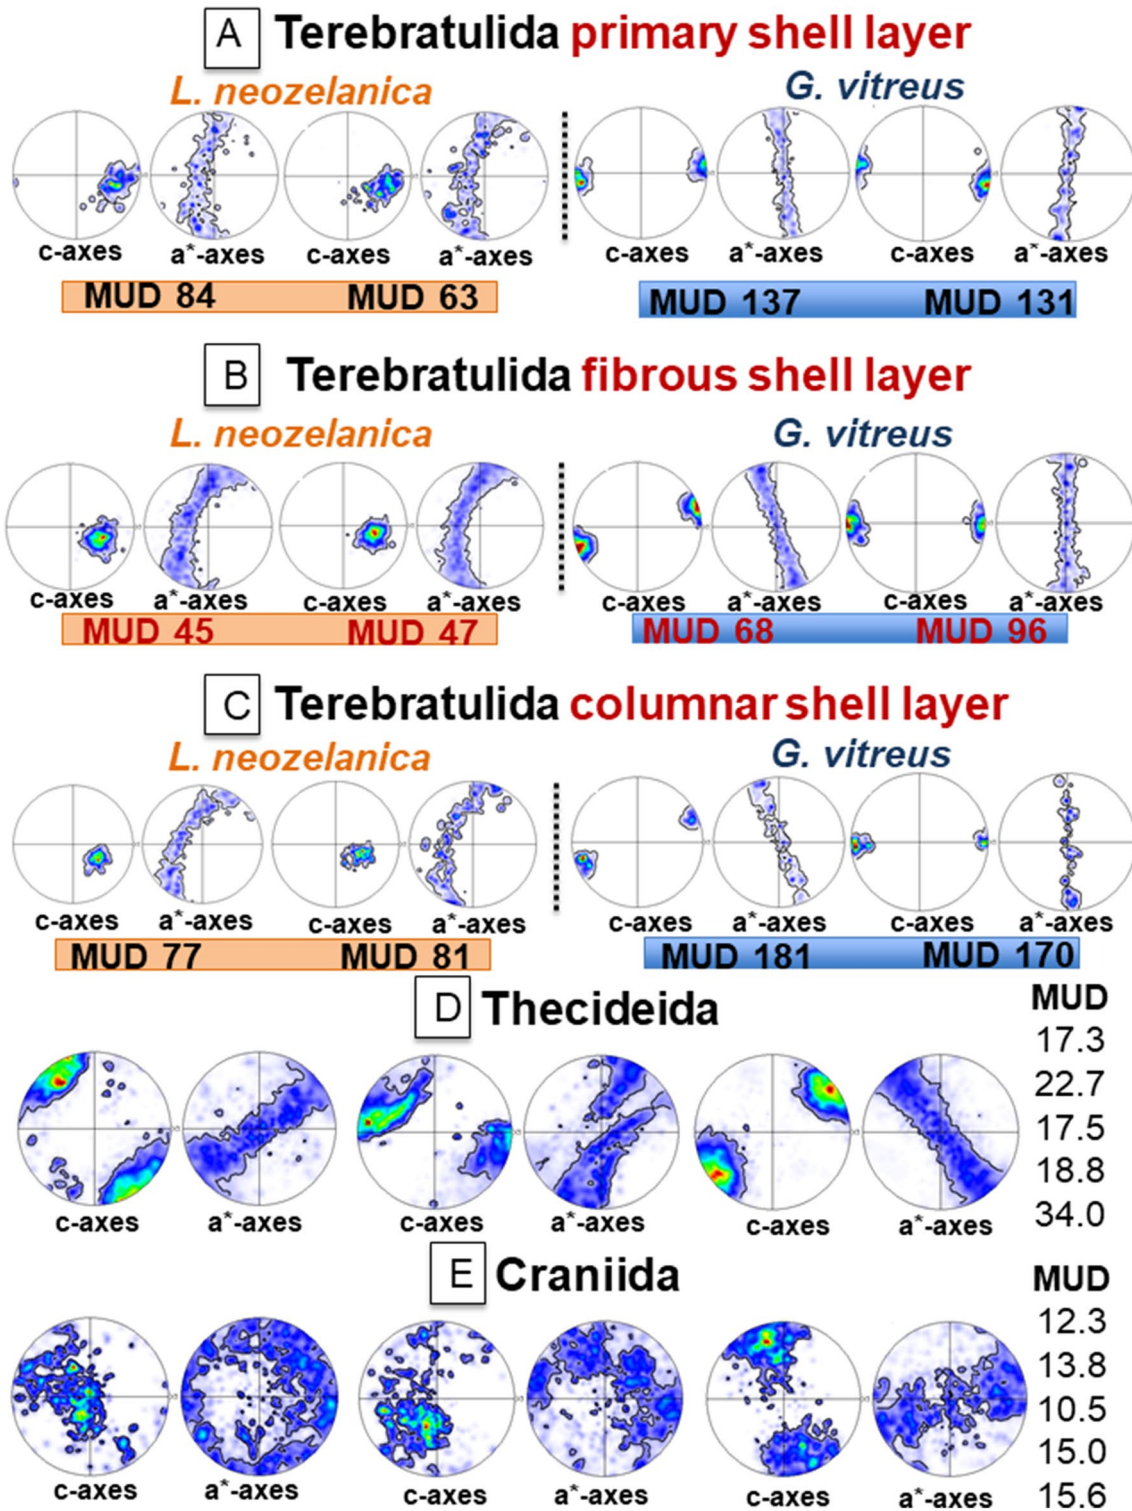 A Terebratulida primary shell layer
L. neozelanica G. vitreus
c-axes a*-axes c-axes a*-axes c-axes a*-axes c-axes a*-axes
MUD 84 MUD 63 MUD 137 MUD 131
B Terebratulida fibrous shell layer
L. neozelanica G. vitreus
c-axes a*-axes c-axes a*-axes c-axes a*-axes c-axes a*-axes
MUD 45 MUD 47 MUD 68 MUD 96
C Terebratulida columnar shell layer
L. neozelanica G. vitreus
c-axes a*-axes c-axes a*-axes c-axes a*-axes c-axes a*-axes
MUD 77 MUD 81 MUD 181 MUD 170
D Thecideida
c-axes a*-axes c-axes a*-axes c-axes a*-axes
MUD
17.3
22.7
17.5
18.8
34.0
E Craniida
c-axes a*-axes c-axes a*-axes c-axes a*-axes
MUD
12.3
13.8
10.5
15.0
15.6